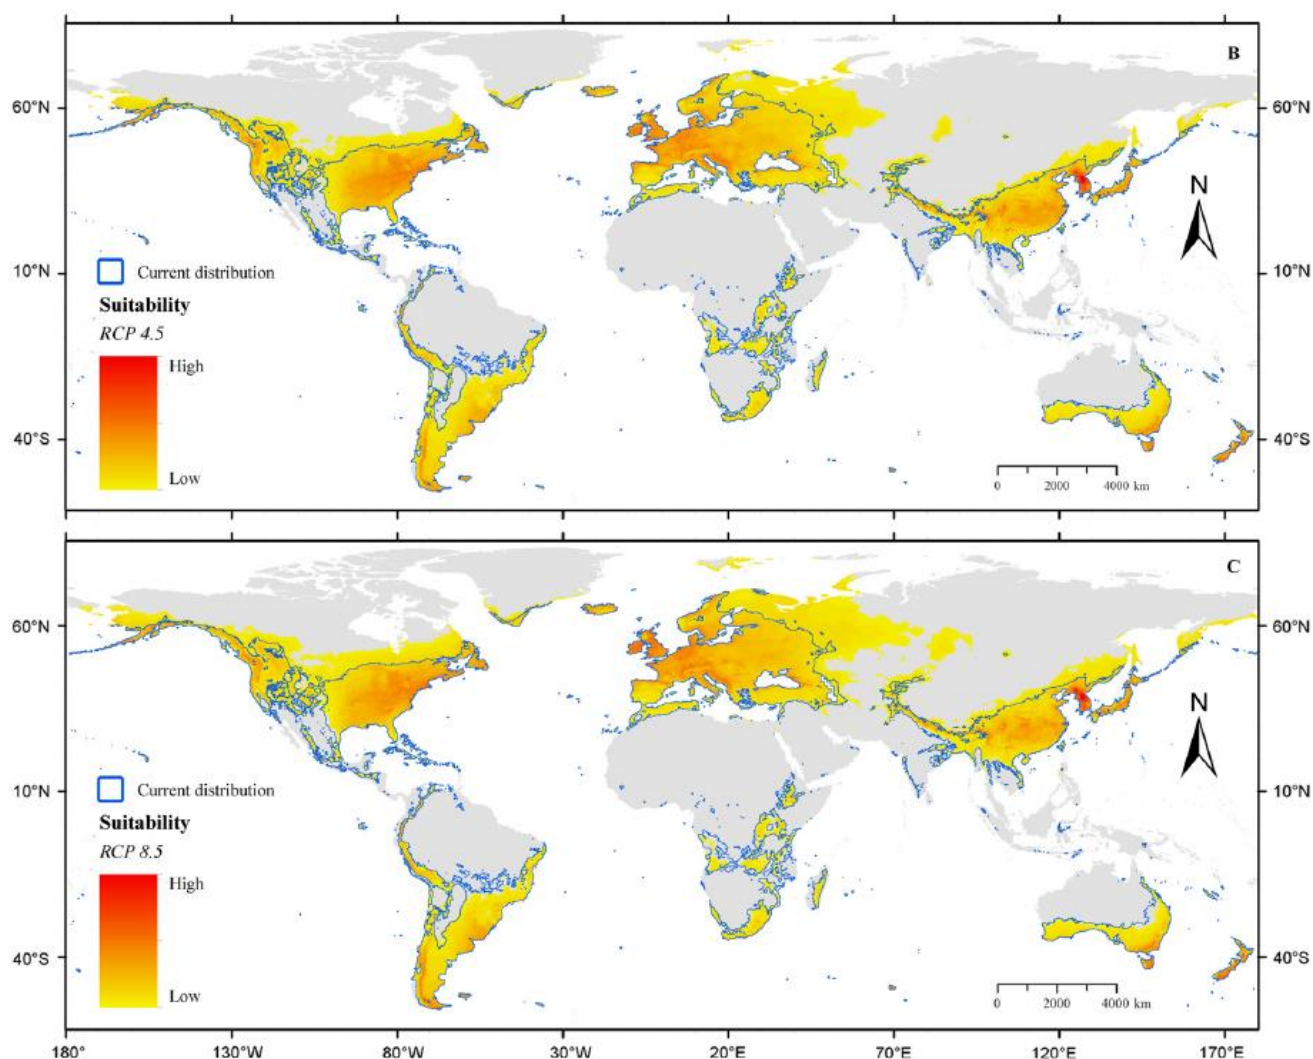 B
60°N
60°N
N
10°N
10°N
Current distribution
Suitability
RCP 4.5
High
Low
40°S
40°S
0 2000 4000 km
C
60°N
60°N
N
10°N
10°N
Current distribution
Suitability
RCP 8.5
High
Low
40°S
40°S
0 2000 4000 km
180° 130°W 80°W 30°W 20°E 70°E 120°E 170°E